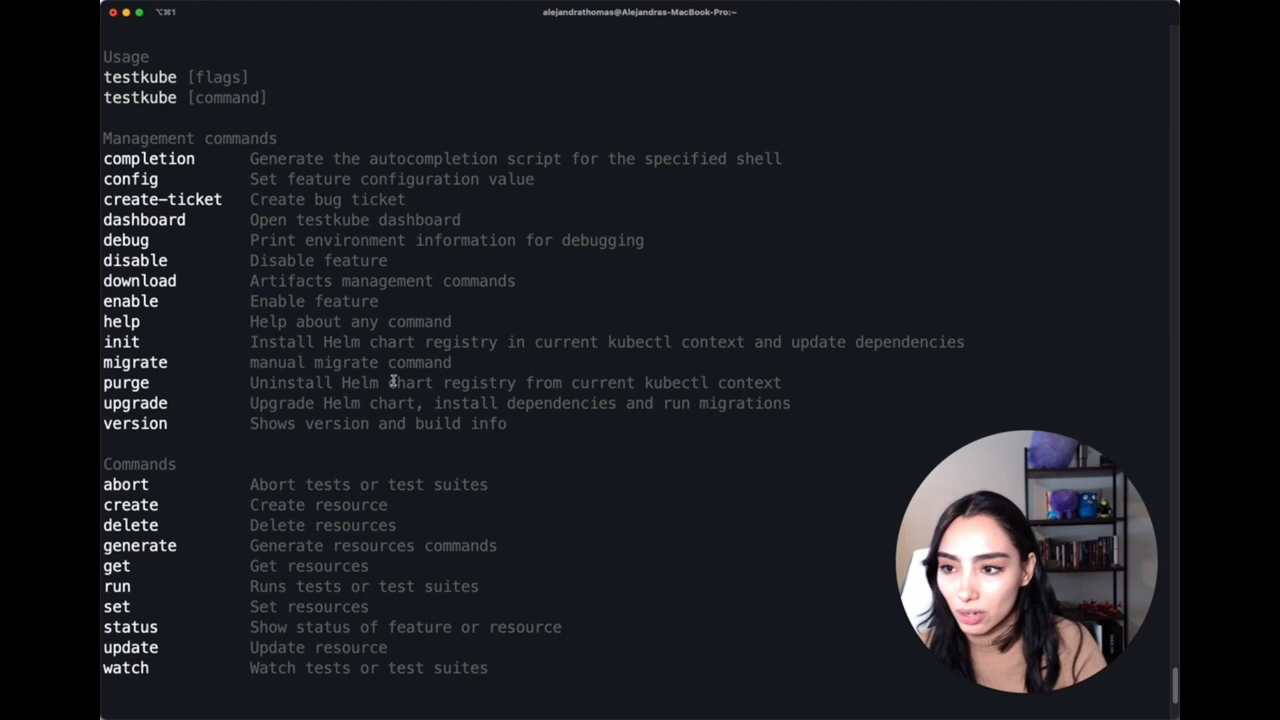 ⌥⌘1
alejandrathomas@Alejandras-MacBook-Pro:~
Usage
testkube [flags]
testkube [command]
Management commands
completion Generate the autocompletion script for the specified shell
config Set feature configuration value
create-ticket Create bug ticket
dashboard Open testkube dashboard
debug Print environment information for debugging
disable Disable feature
download Artifacts management commands
enable Enable feature
help Help about any command
init Install Helm chart registry in current kubectl context and update dependencies
migrate manual migrate command
purge Uninstall Helm chart registry from current kubectl context
upgrade Upgrade Helm chart, install dependencies and run migrations
version Shows version and build info
Commands
abort Abort tests or test suites
create Create resource
delete Delete resources
generate Generate resources commands
get Get resources
run Runs tests or test suites
set Set resources
status Show status of feature or resource
update Update resource
watch Watch tests or test suites